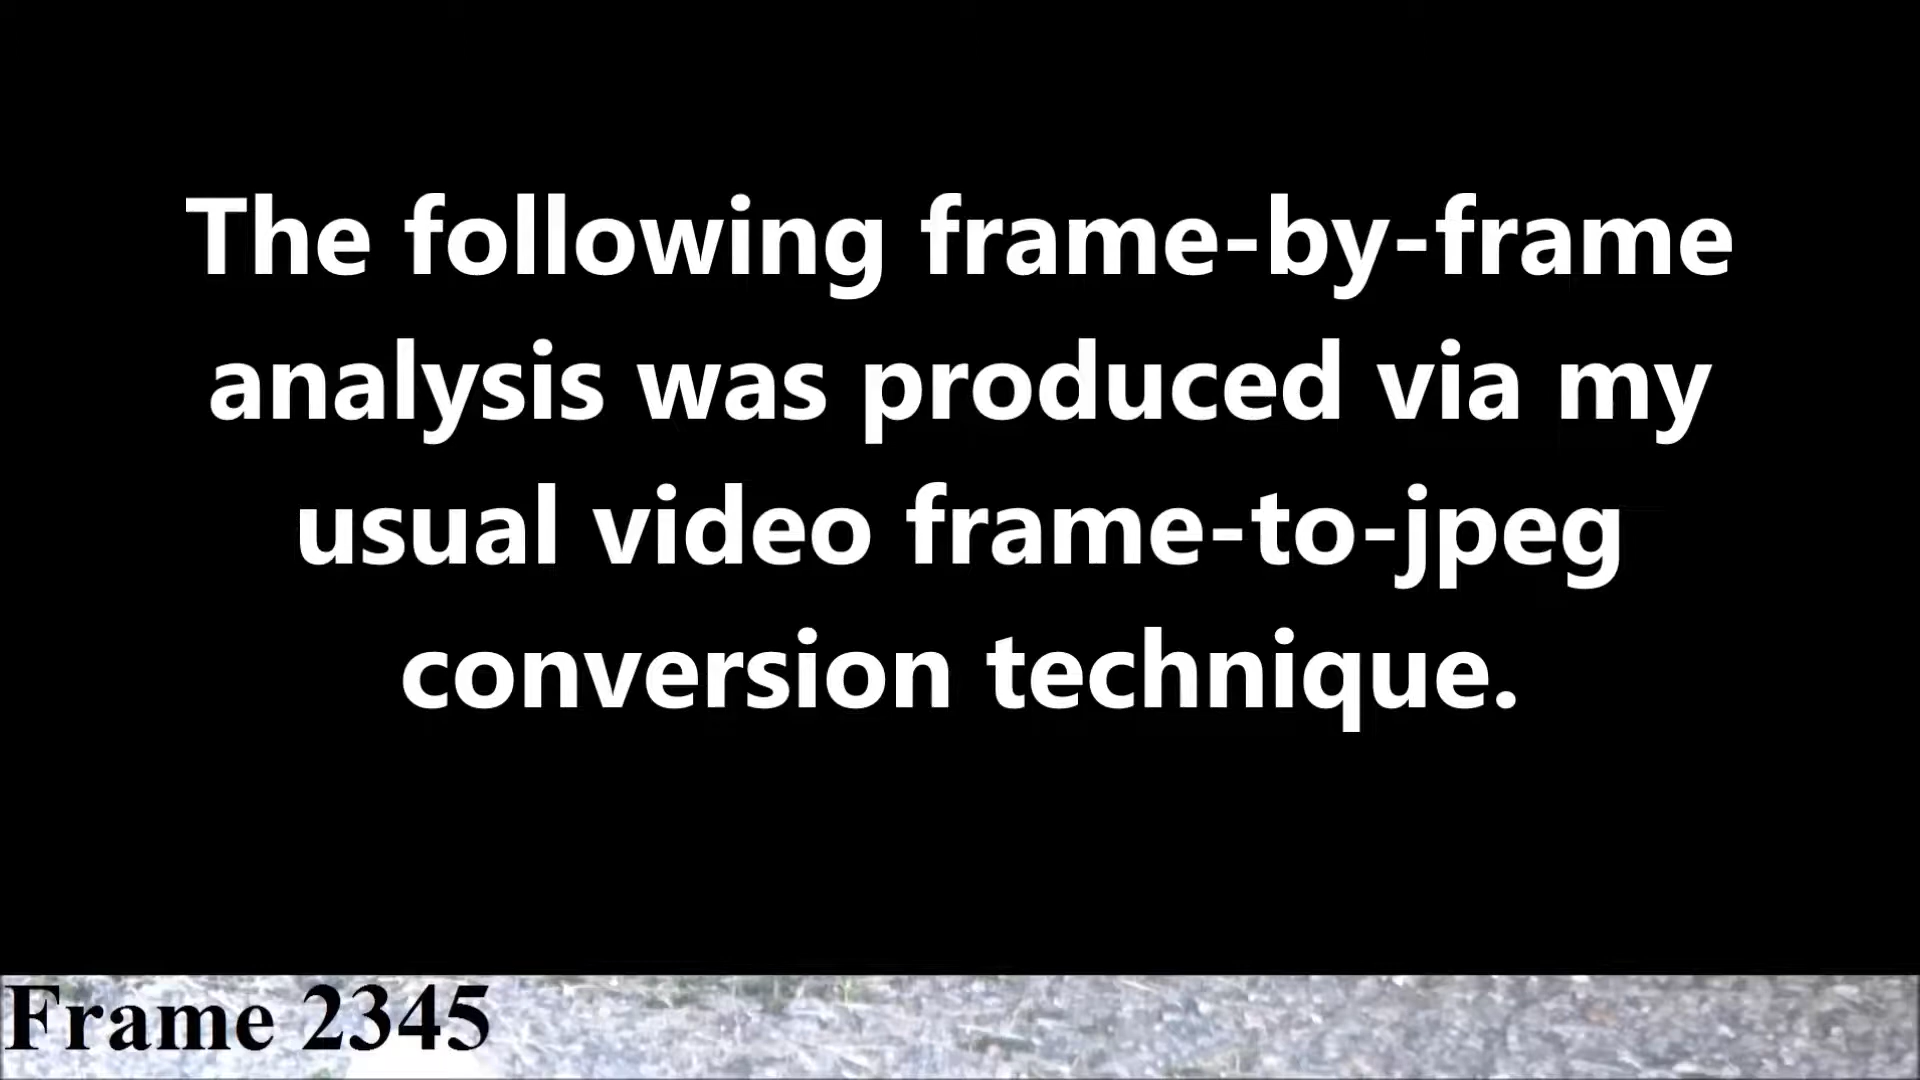 The following frame-by-frame
analysis was produced via my
usual video frame-to-jpeg
conversion technique.
Frame 2345